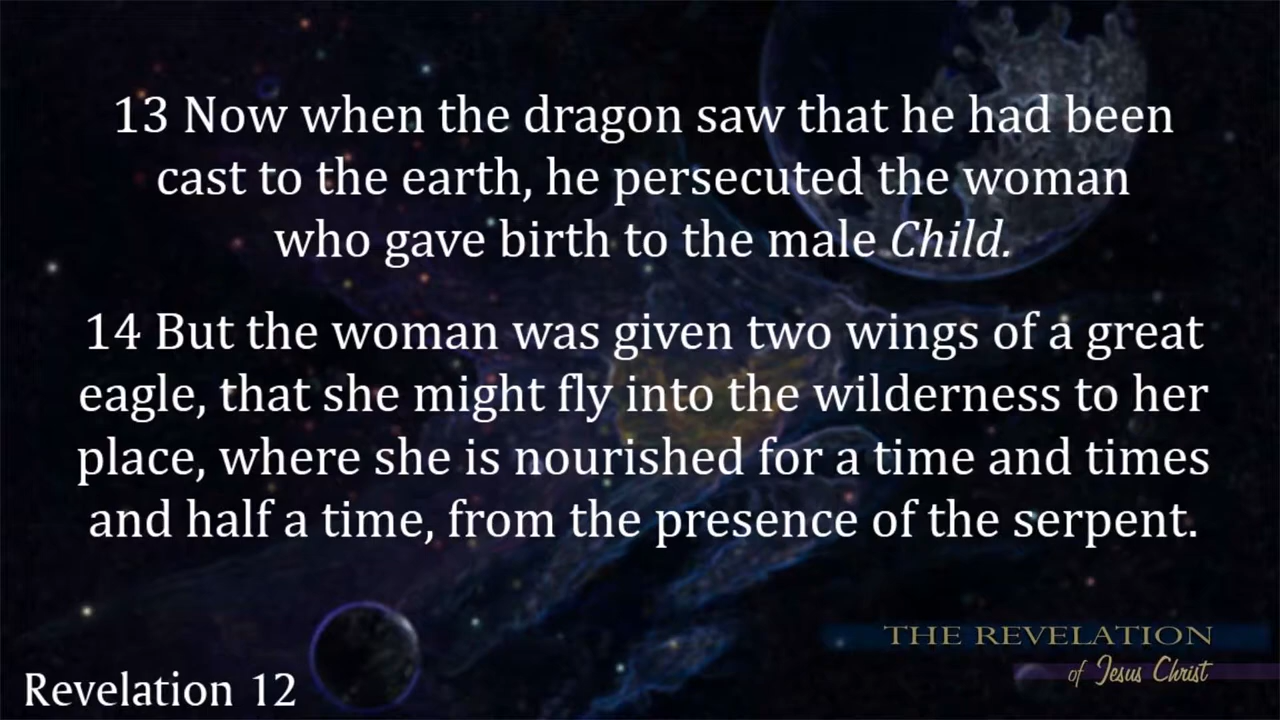 13 Now when the dragon saw that he had been
cast to the earth, he persecuted the woman
who gave birth to the male Child.
14 But the woman was given two wings of a great
eagle, that she might fly into the wilderness to her
place, where she is nourished for a time and times
and half a time, from the presence of the serpent.
THE REVELATION
of Jesus Christ
Revelation 12